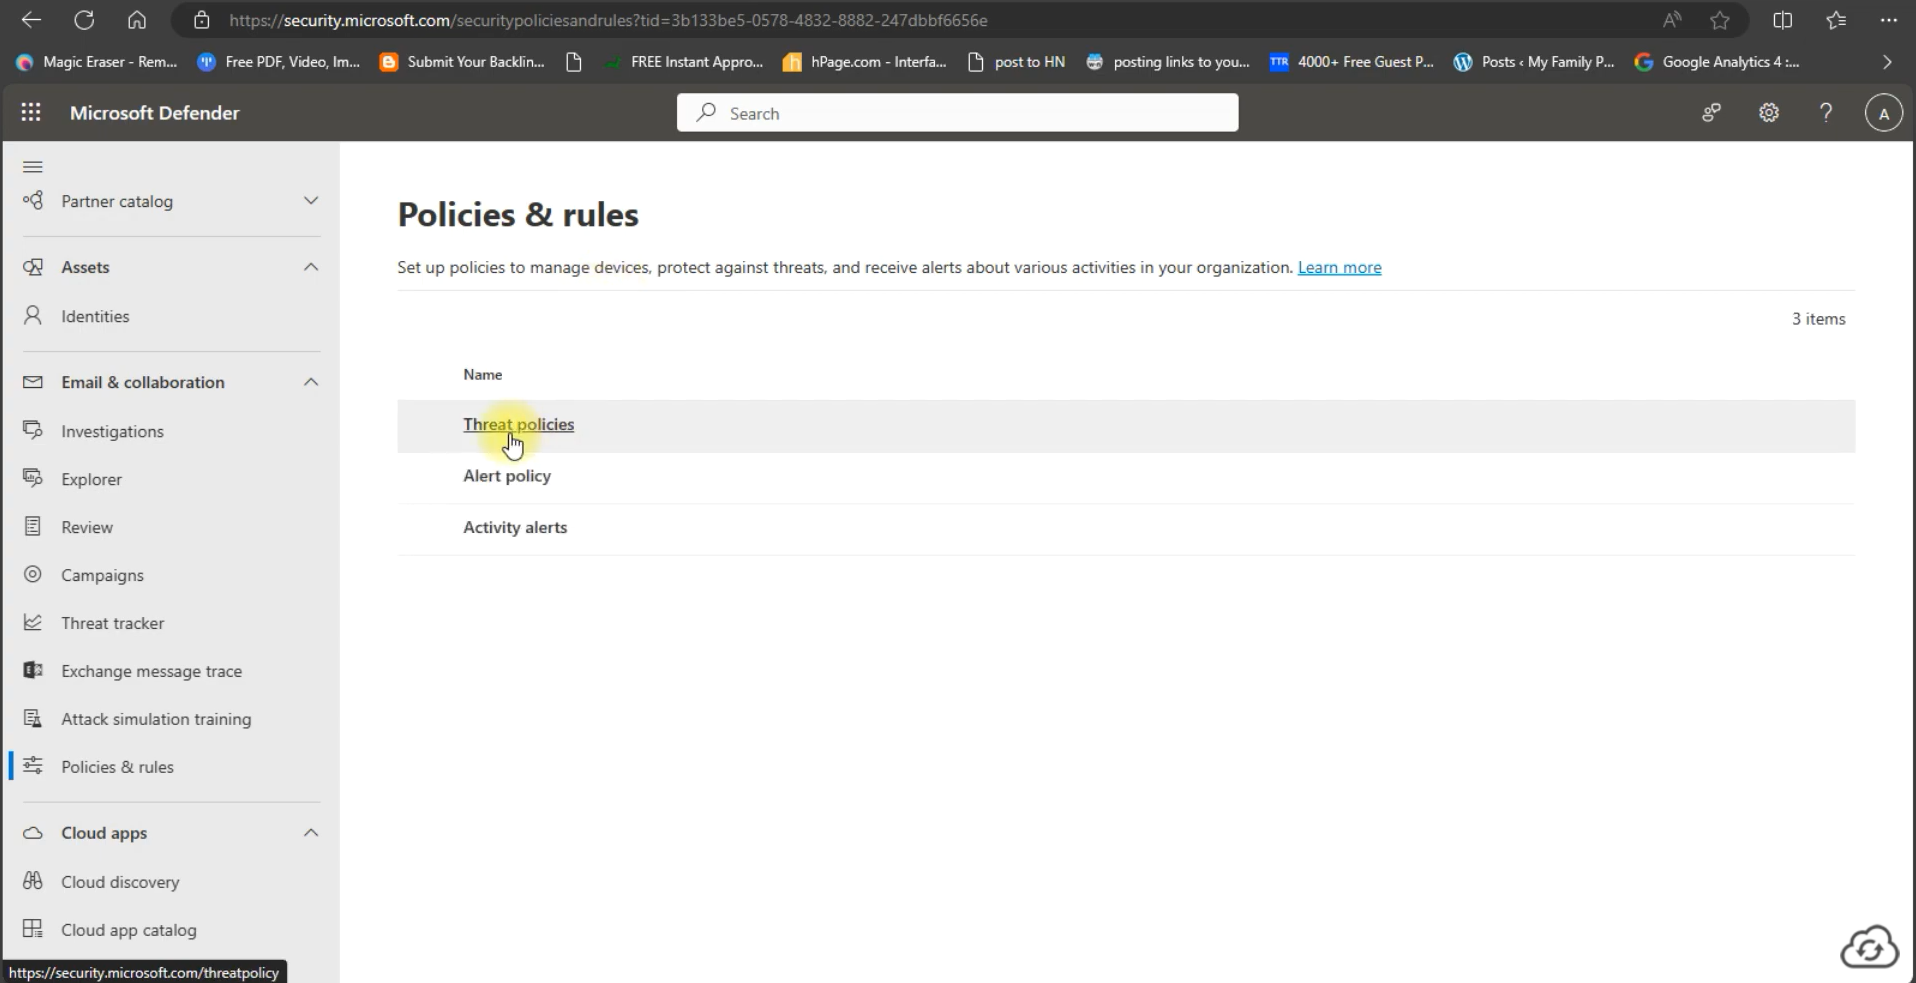 https://security.microsoft.com/securitypoliciesandrules?tid=3b133be5-0578-4832-8882-247dbbf6656e
Magic Eraser - Rem...
Free PDF, Video, Im...
Submit Your Backlin...
FREE Instant Appro...
hPage.com - Interfa...
post to HN
posting links to you...
TTR 4000+ Free Guest P...
Posts ‹ My Family P...
Google Analytics 4 :...
Microsoft Defender
Search
A
Partner catalog
Assets
Identities
Email & collaboration
Investigations
Explorer
Review
Campaigns
Threat tracker
Exchange message trace
Attack simulation training
Policies & rules
Cloud apps
Cloud discovery
Cloud app catalog
https://security.microsoft.com/threatpolicy
Policies & rules
Set up policies to manage devices, protect against threats, and receive alerts about various activities in your organization. Learn more
3 items
Name
Threat policies
Alert policy
Activity alerts